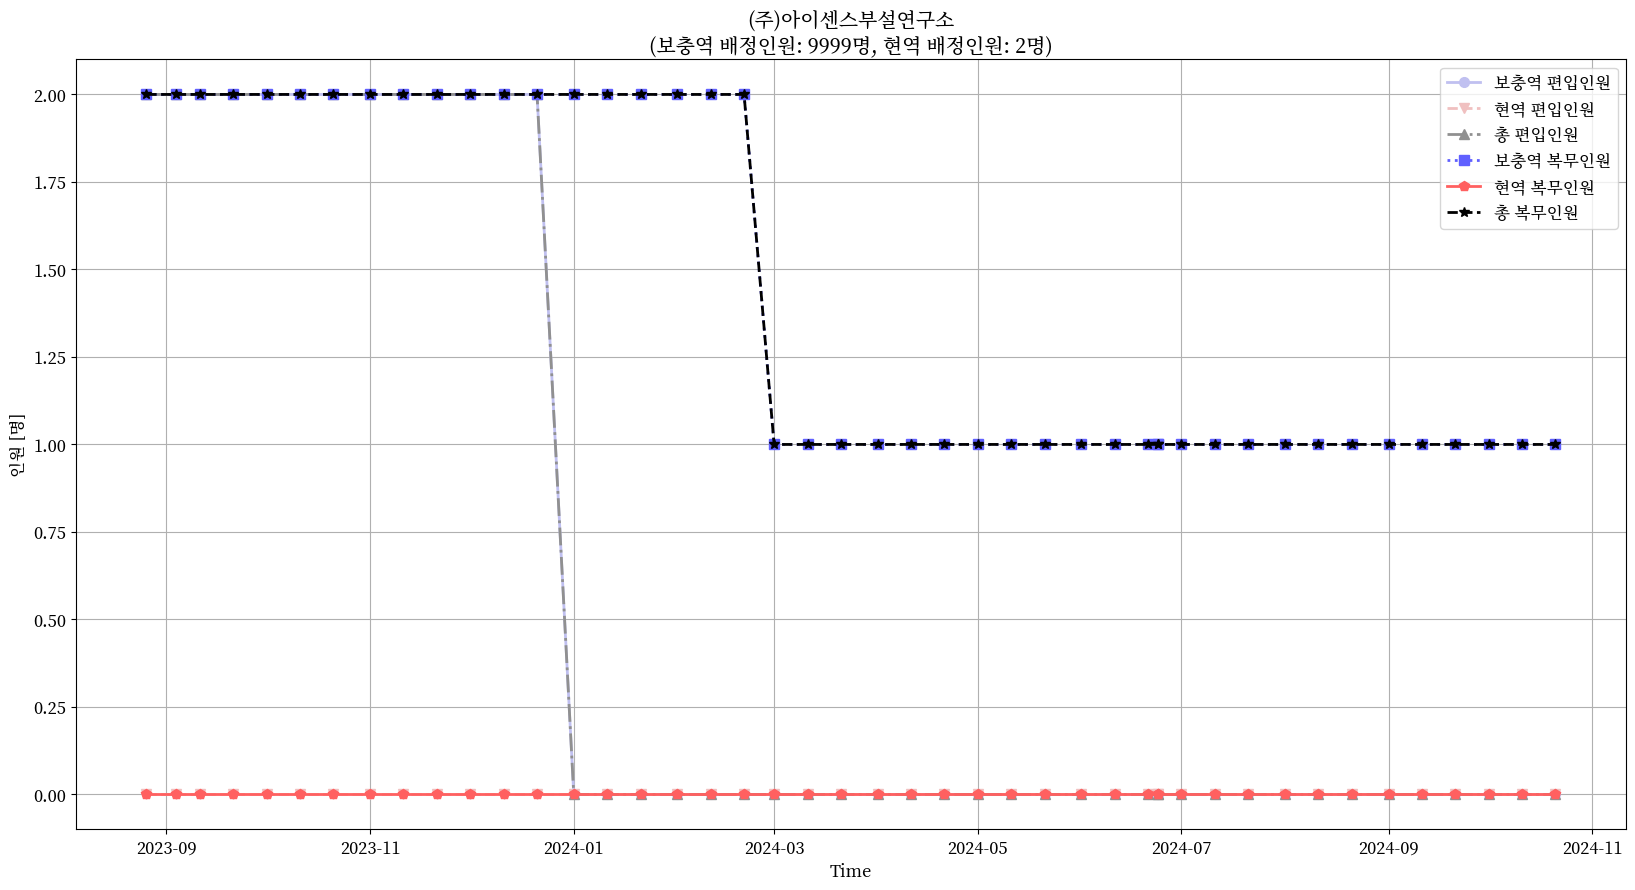 (주)아이센스부설연구소
(보충역 배정인원: 9999명, 현역 배정인원: 2명)
보충역 편입인원
현역 편입인원
총 편입인원
보충역 복무인원
현역 복무인원
총 복무인원
인원 [명]
2.00
1.75
1.50
1.25
1.00
0.75
0.50
0.25
0.00
2023-09
2023-11
2024-01
2024-03
2024-05
2024-07
2024-09
2024-11
Time